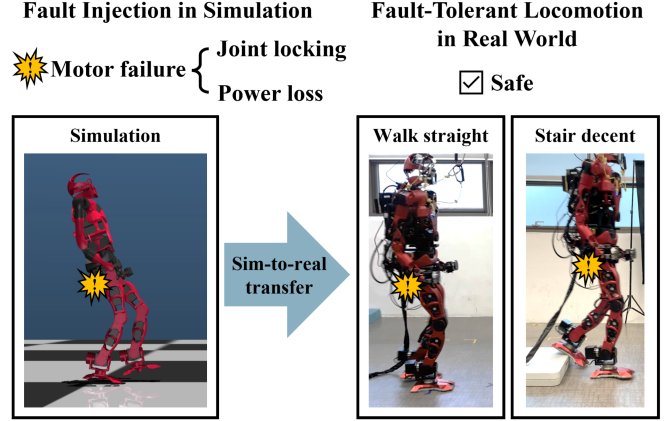 Fault Injection in Simulation
Motor failure
Joint locking
Power loss
Fault-Tolerant Locomotion
in Real World
Safe
Simulation
Sim-to-real
transfer
Walk straight
Stair decent